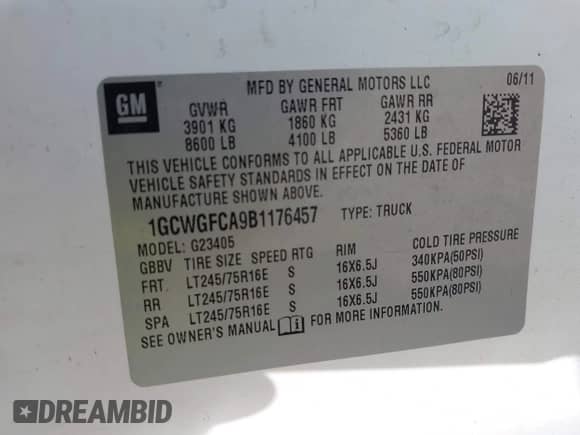 GM
MFD BY GENERAL MOTORS LLC 06/11
GVWR GAWR FRT GAWR RR
3901 KG 1860 KG 2431 KG
8600 LB 4100 LB 5360 LB
THIS VEHICLE CONFORMS TO ALL APPLICABLE U.S. FEDERAL MOTOR
VEHICLE SAFETY STANDARDS IN EFFECT ON THE DATE OF
MANUFACTURE SHOWN ABOVE.
1GCWGFCA9B1176457 TYPE: TRUCK
MODEL: G23405
GBBV TIRE SIZE SPEED RTG RIM COLD TIRE PRESSURE
FRT. LT245/75R16E S 16X6.5J 340KPA(50PSI)
RR LT245/75R16E S 16X6.5J 550KPA(80PSI)
SPA LT245/75R16E S 16X6.5J 550KPA(80PSI)
SEE OWNER'S MANUAL FOR MORE INFORMATION.
DREAMBID